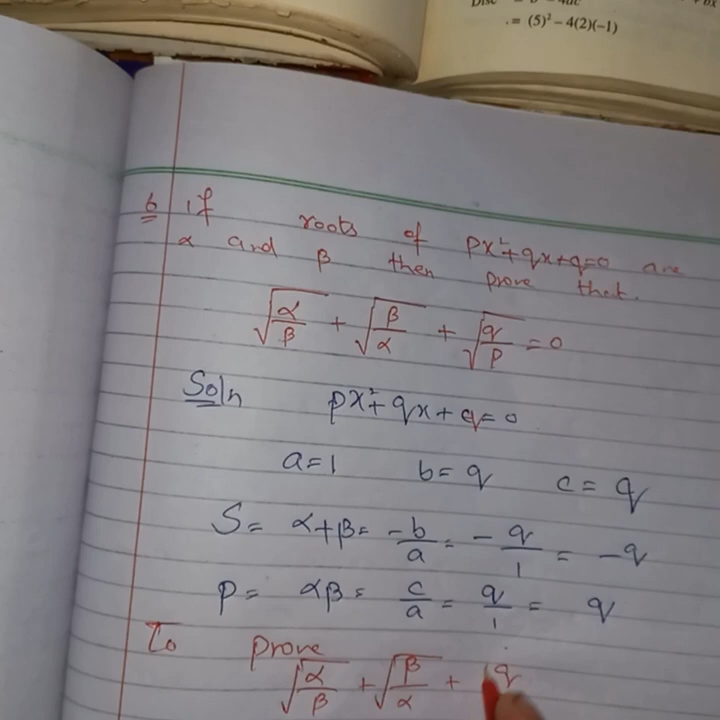 = (5)² – 4(2)(–1)
6 If roots of px²+qx+q=0 are
α and β then prove that.
√(α/β) + √(β/α) + √(q/p) = 0
Soln px²+qx+q=0
a=1 b=q c=q
S= α+β= -b/a = -q/1 = -q
P= αβ= c/a = q/1 = q
To Prove
√(α/β) + √(β/α) + q